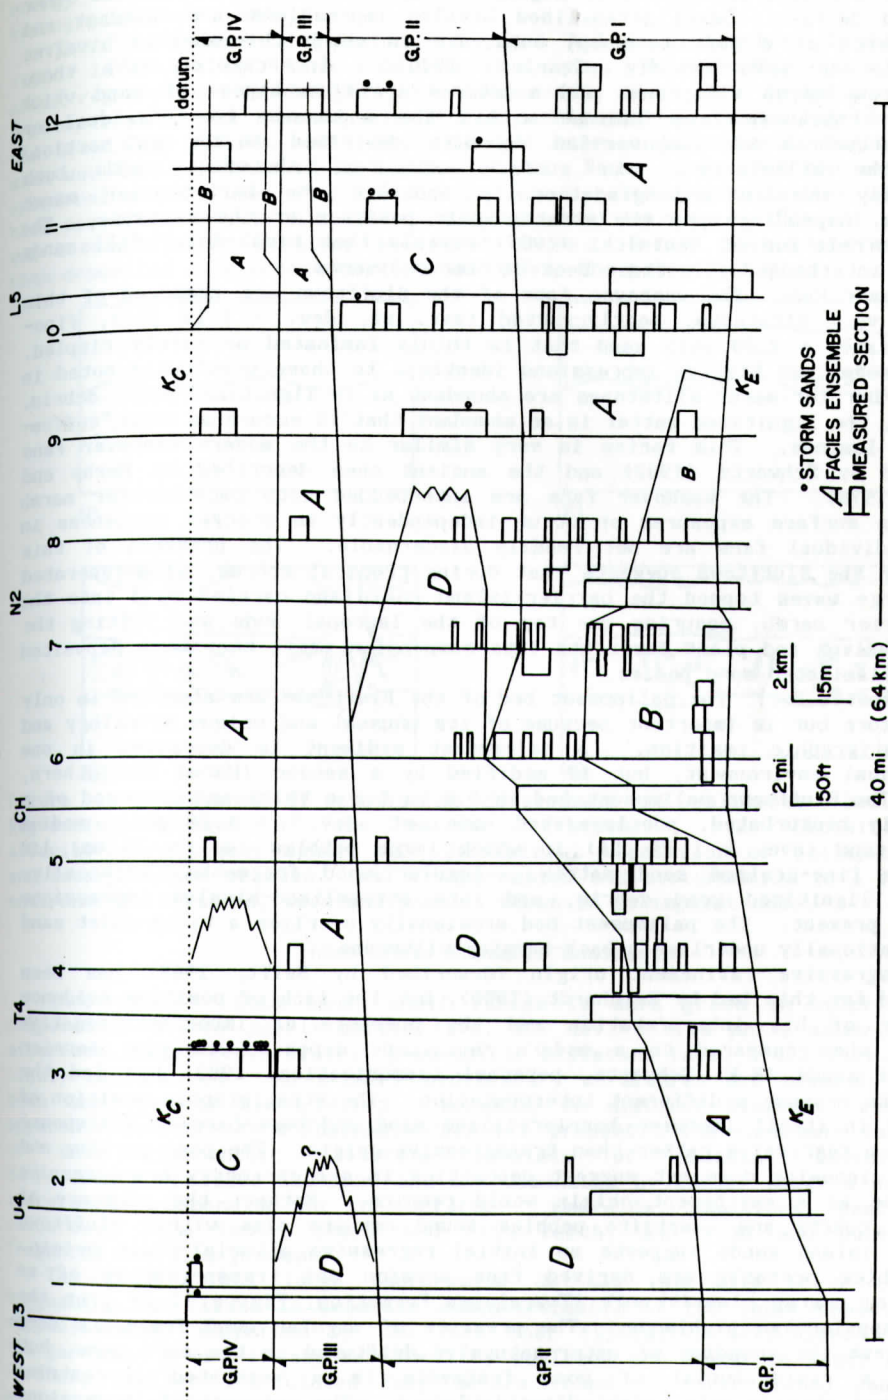 WEST L3 U4 T4 CH N2 L5 EAST
2 3 4 5 6 7 8 9 10 11 12
datum
G.P.IV C KC A KC B G.P.IV
A B
G.P.III D ? A A G.P.III
A B
G.P.II D D D C G.P.II
A A
B B
G.P.I A G.P.I
KE KE
2 mi 2 km
50ft 15m
STORM SANDS
A FACIES ENSEMBLE
MEASURED SECTION
40 mi. (64 km)